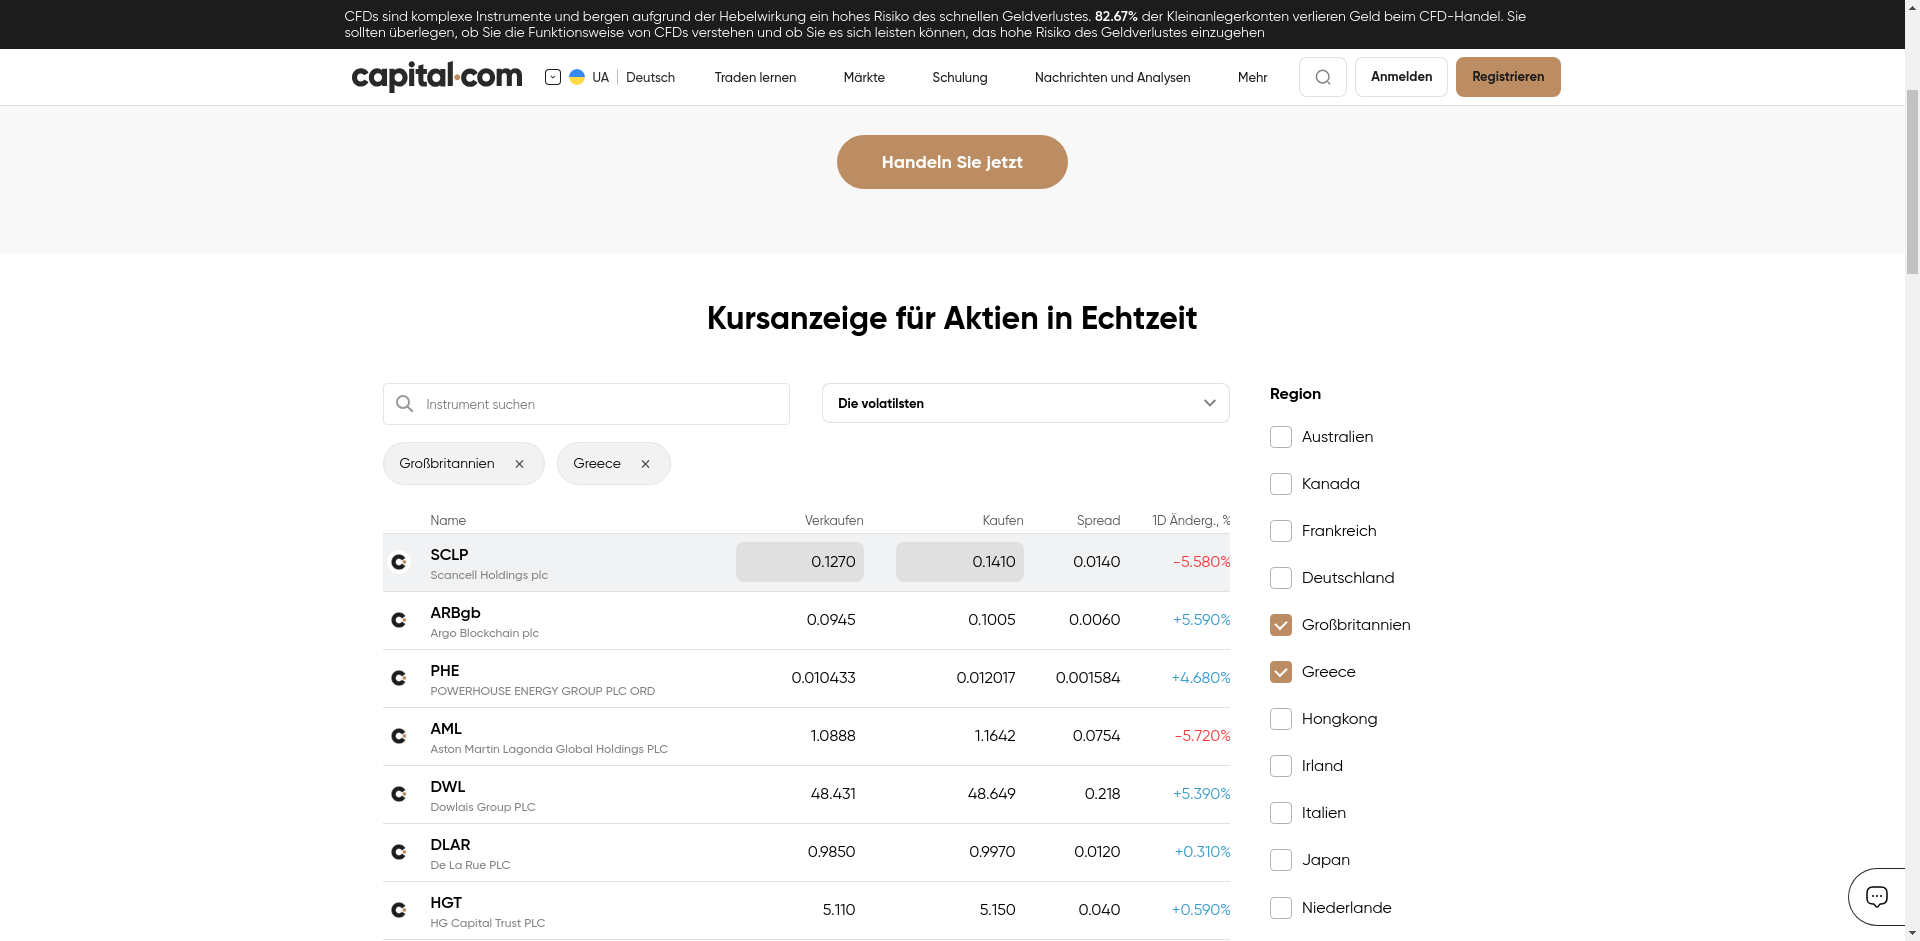 CFDs sind komplexe Instrumente und bergen aufgrund der Hebelwirkung ein hohes Risiko des schnellen Geldverlustes. 82.67% der Kleinanlegerkonten verlieren Geld beim CFD-Handel. Sie
sollten überlegen, ob Sie die Funktionsweise von CFDs verstehen und ob Sie es sich leisten können, das hohe Risiko des Geldverlustes einzugehen
capital.com UA Deutsch Traden lernen Märkte Schulung Nachrichten und Analysen Mehr Anmelden Registrieren
Handeln Sie jetzt
Kursanzeige für Aktien in Echtzeit
Instrument suchen
Die volatilsten
Großbritannien
Greece
Name Verkaufen Kaufen Spread 1D Änderg., %
SCLP 0.1270 0.1410 0.0140 -5.580%
Scancell Holdings plc
ARBgb 0.0945 0.1005 0.0060 +5.590%
Argo Blockchain plc
PHE 0.010433 0.012017 0.001584 +4.680%
POWERHOUSE ENERGY GROUP PLC ORD
AML 1.0888 1.1642 0.0754 -5.720%
Aston Martin Lagonda Global Holdings PLC
DWL 48.431 48.649 0.218 +5.390%
Dowlais Group PLC
DLAR 0.9850 0.9970 0.0120 +0.310%
De La Rue PLC
HGT 5.110 5.150 0.040 +0.590%
HG Capital Trust PLC
Region
Australien
Kanada
Frankreich
Deutschland
Großbritannien
Greece
Hongkong
Irland
Italien
Japan
Niederlande